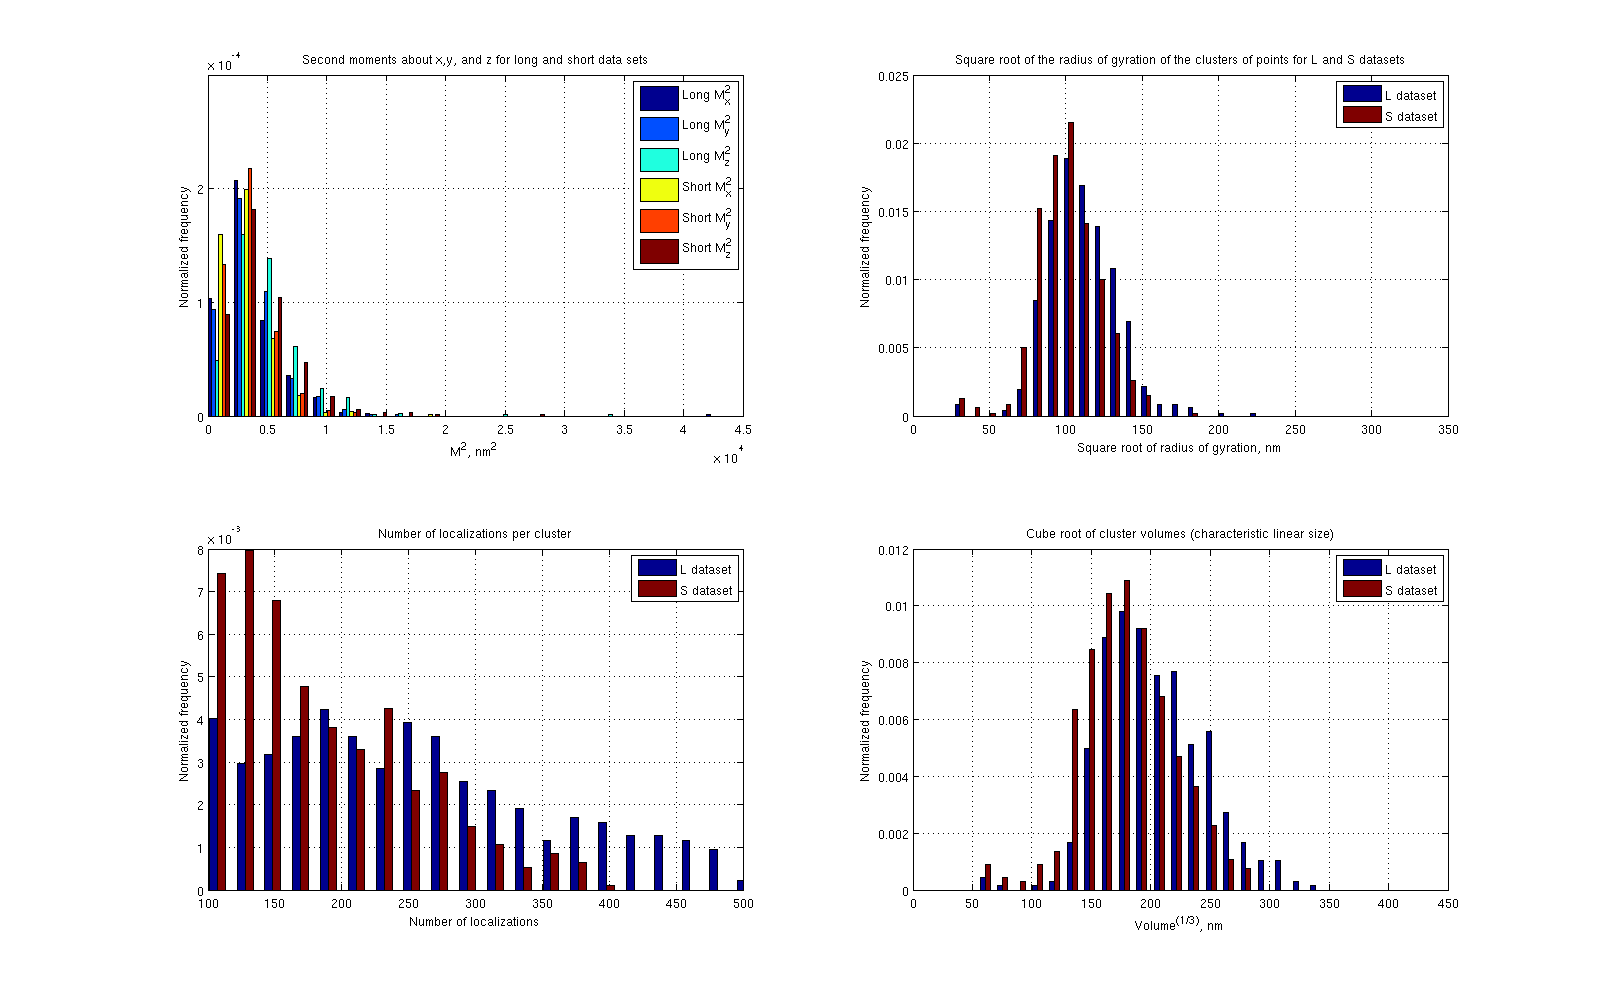 Second moments about x,y, and z for long and short data sets
x 10^-4
Normalized frequency
2
1
0
0 0.5 1 1.5 2 2.5 3 3.5 4 4.5
M^2, nm^2
x 10^4
Long M_x^2
Long M_y^2
Long M_z^2
Short M_x^2
Short M_y^2
Short M_z^2
Square root of the radius of gyration of the clusters of points for L and S datasets
Normalized frequency
0.025
0.02
0.015
0.01
0.005
0
0 50 100 150 200 250 300 350
Square root of radius of gyration, nm
L dataset
S dataset
Number of localizations per cluster
x 10^-3
Normalized frequency
8
7
6
5
4
3
2
1
0
100 150 200 250 300 350 400 450 500
Number of localizations
L dataset
S dataset
Cube root of cluster volumes (characteristic linear size)
Normalized frequency
0.012
0.01
0.008
0.006
0.004
0.002
0
0 50 100 150 200 250 300 350 400 450
Volume^(1/3), nm
L dataset
S dataset